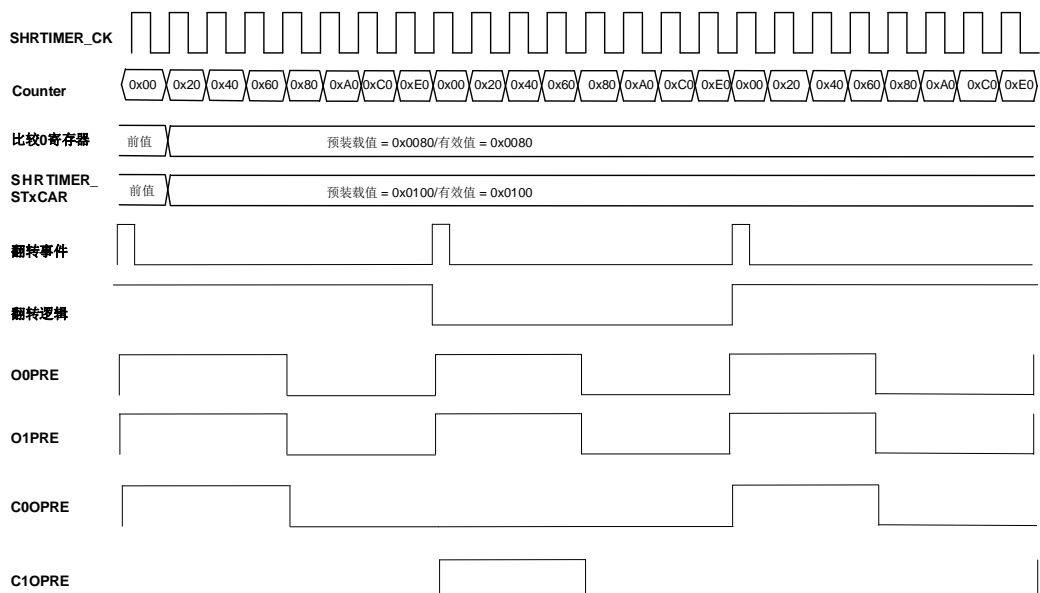 SHRTIMER_CK
Counter 0x00 0x20 0x40 0x60 0x80 0xA0 0xC0 0xE0 0x00 0x20 0x40 0x60 0x80 0xA0 0xC0 0xE0 0x00 0x20 0x40 0x60 0x80 0xA0 0xC0 0xE0
比较0寄存器 前值 预装载值 = 0x0080/有效值 = 0x0080
SHRTIMER_
STxCAR 前值 预装载值 = 0x0100/有效值 = 0x0100
翻转事件
翻转逻辑
O0PRE
O1PRE
C0OPRE
C1OPRE